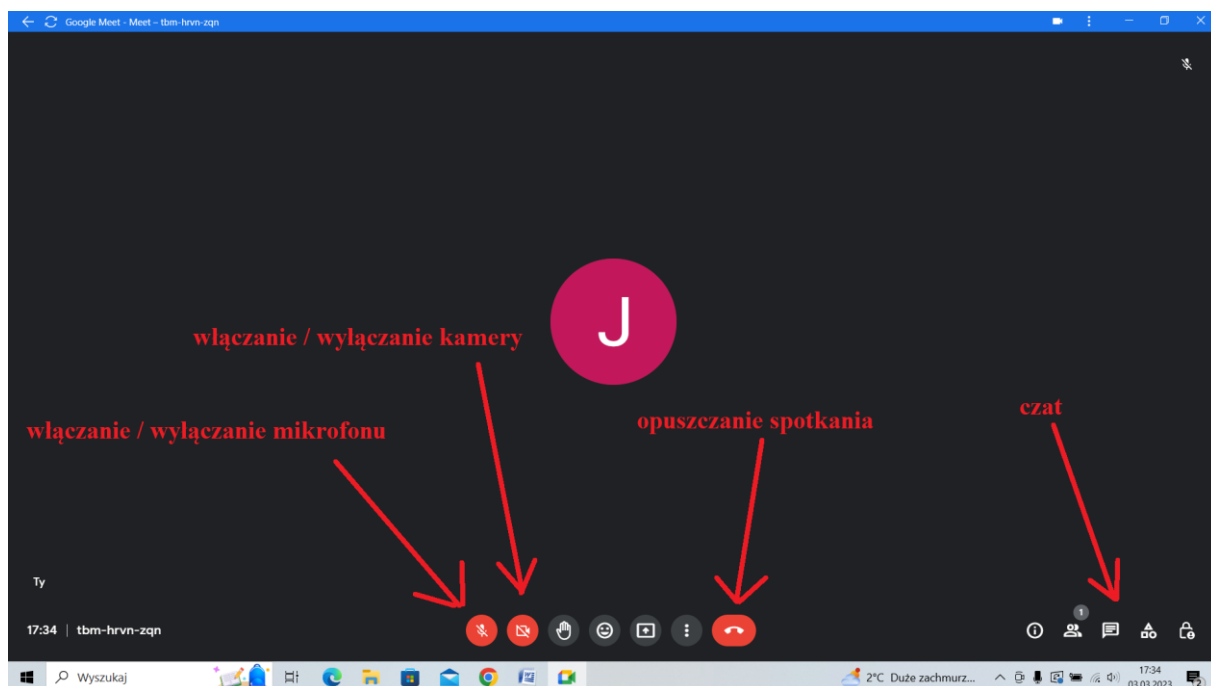 Google Meet - Meet – tbm-hrvn-zqn
J
włączanie / wyłączanie kamery
włączanie / wyłączanie mikrofonu
opuszczanie spotkania
czat
Ty
17:34 | tbm-hrvn-zqn
1
Wyszukaj
2°C Duże zachmurz...
17:34
03.03.2023
2